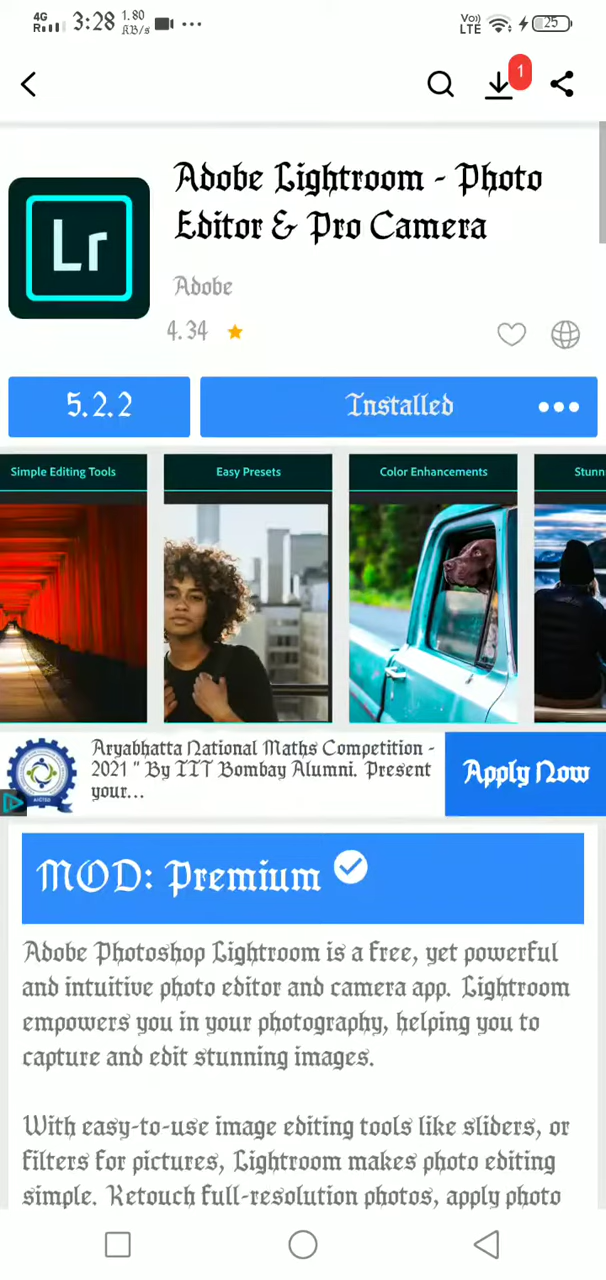 4G
R
3:28
1.80
KB/s
Vo))
LTE
25
1
Lr
Adobe Lightroom - Photo
Editor & Pro Camera
Adobe
4.34
5.2.2
Installed
Simple Editing Tools
Easy Presets
Color Enhancements
Stunn
Aryabhatta National Maths Competition -
2021 " By IIT Bombay Alumni. Present
your...
Apply Now
MOD: Premium
Adobe Photoshop Lightroom is a free, yet powerful
and intuitive photo editor and camera app. Lightroom
empowers you in your photography, helping you to
capture and edit stunning images.
With easy-to-use image editing tools like sliders, or
filters for pictures, Lightroom makes photo editing
simple. Retouch full-resolution photos, apply photo